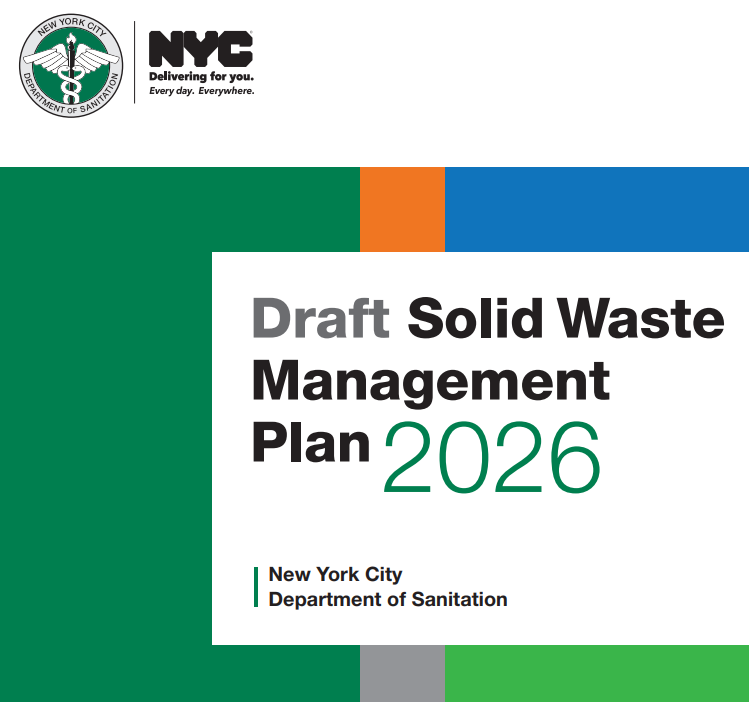 NEW YORK CITY
DEPARTMENT OF SANITATION
NYC
Delivering for you.
Every day. Everywhere.
Draft Solid Waste
Management
Plan 2026
New York City
Department of Sanitation